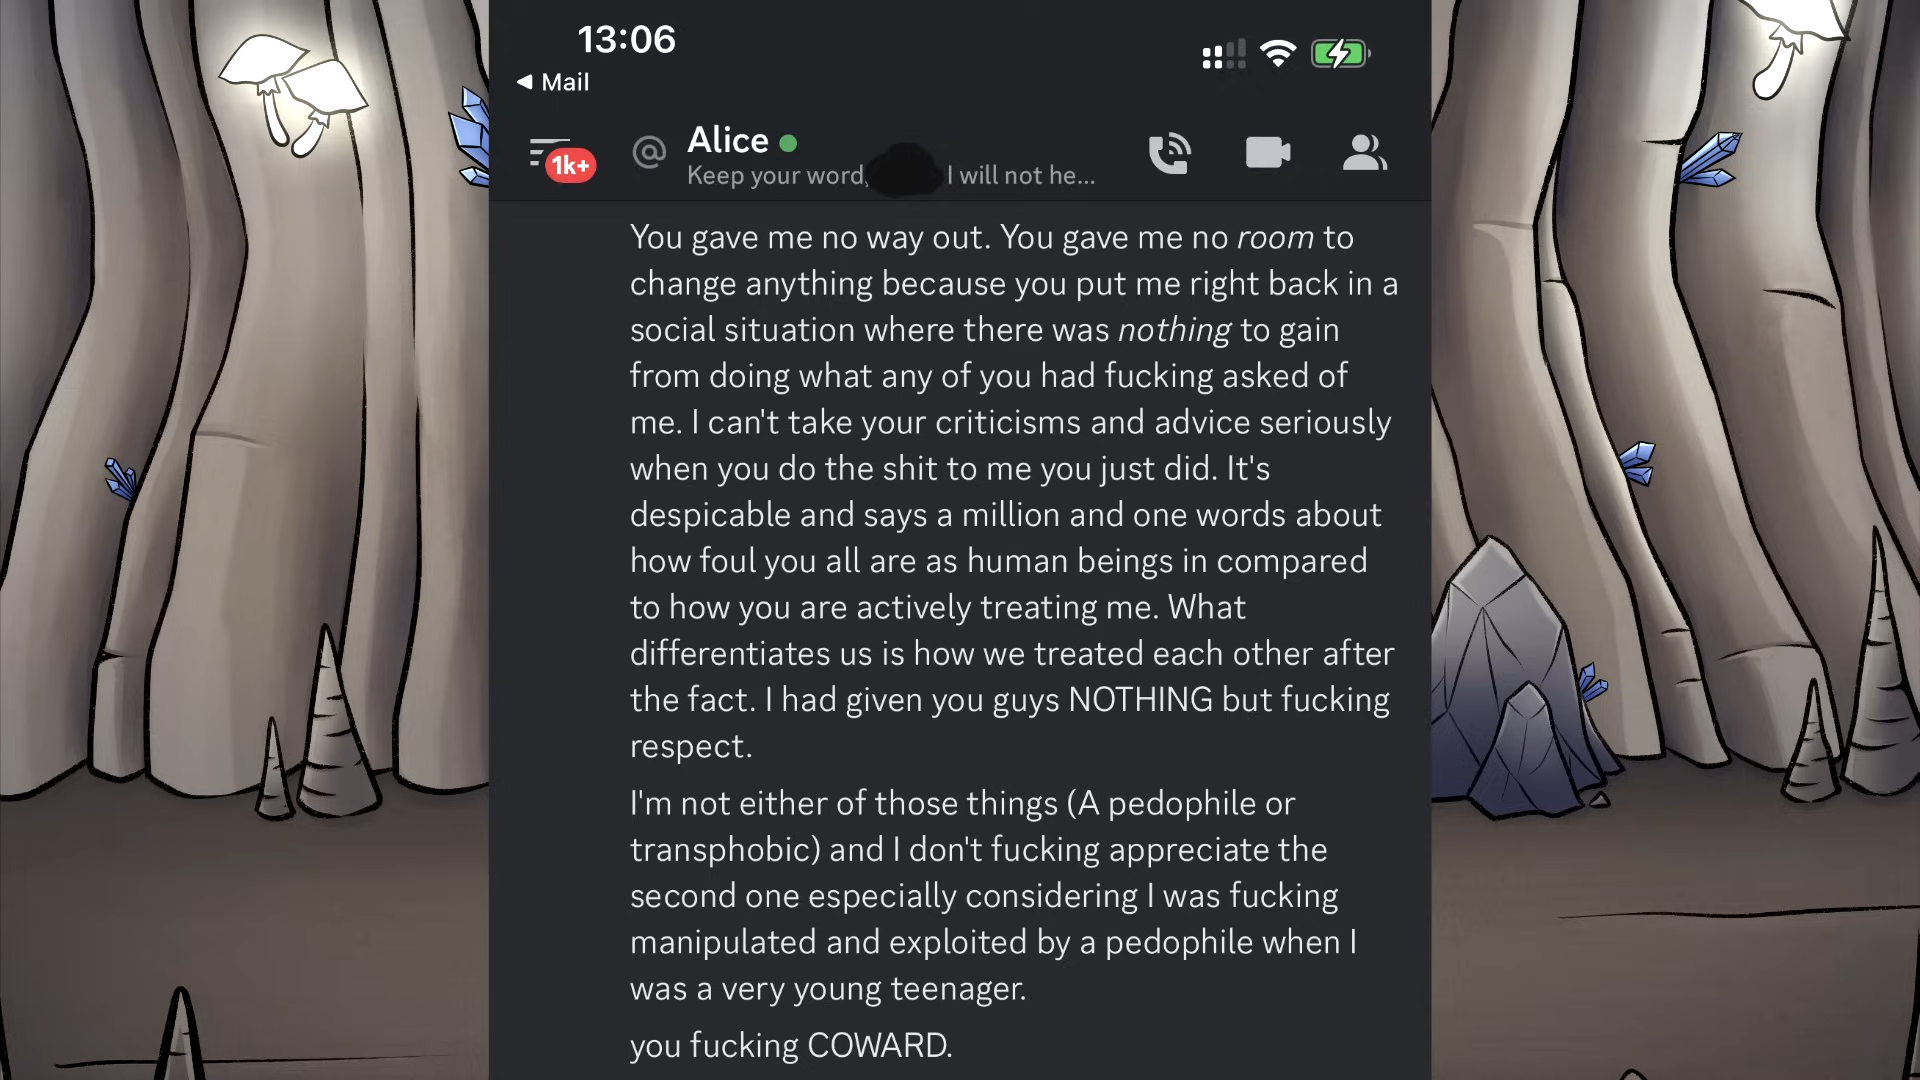 13:06
◀ Mail
1k+
@ Alice
Keep your word, I will not he...
You gave me no way out. You gave me no room to
change anything because you put me right back in a
social situation where there was nothing to gain
from doing what any of you had fucking asked of
me. I can't take your criticisms and advice seriously
when you do the shit to me you just did. It's
despicable and says a million and one words about
how foul you all are as human beings in compared
to how you are actively treating me. What
differentiates us is how we treated each other after
the fact. I had given you guys NOTHING but fucking
respect.
I'm not either of those things (A pedophile or
transphobic) and I don't fucking appreciate the
second one especially considering I was fucking
manipulated and exploited by a pedophile when I
was a very young teenager.
you fucking COWARD.